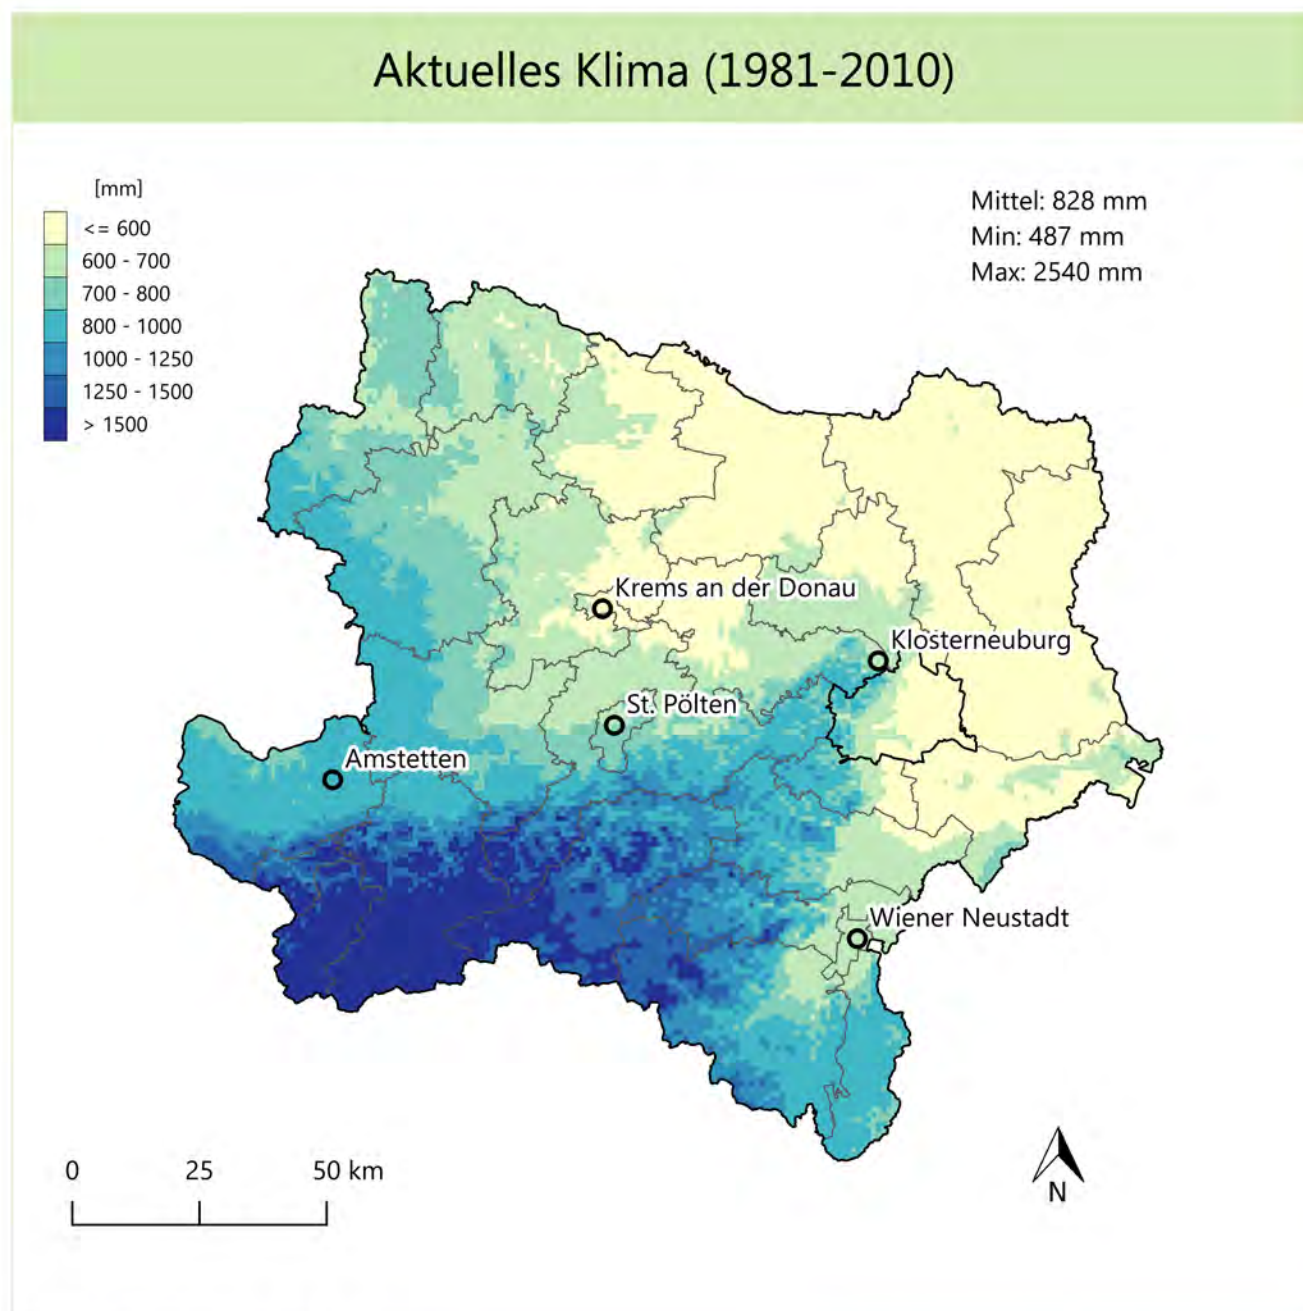 Aktuelles Klima (1981-2010)
[mm]
<= 600
600 - 700
700 - 800
800 - 1000
1000 - 1250
1250 - 1500
> 1500
Mittel: 828 mm
Min: 487 mm
Max: 2540 mm
Krems an der Donau
Klosterneuburg
St. Pölten
Amstetten
Wiener Neustadt
0 25 50 km
N